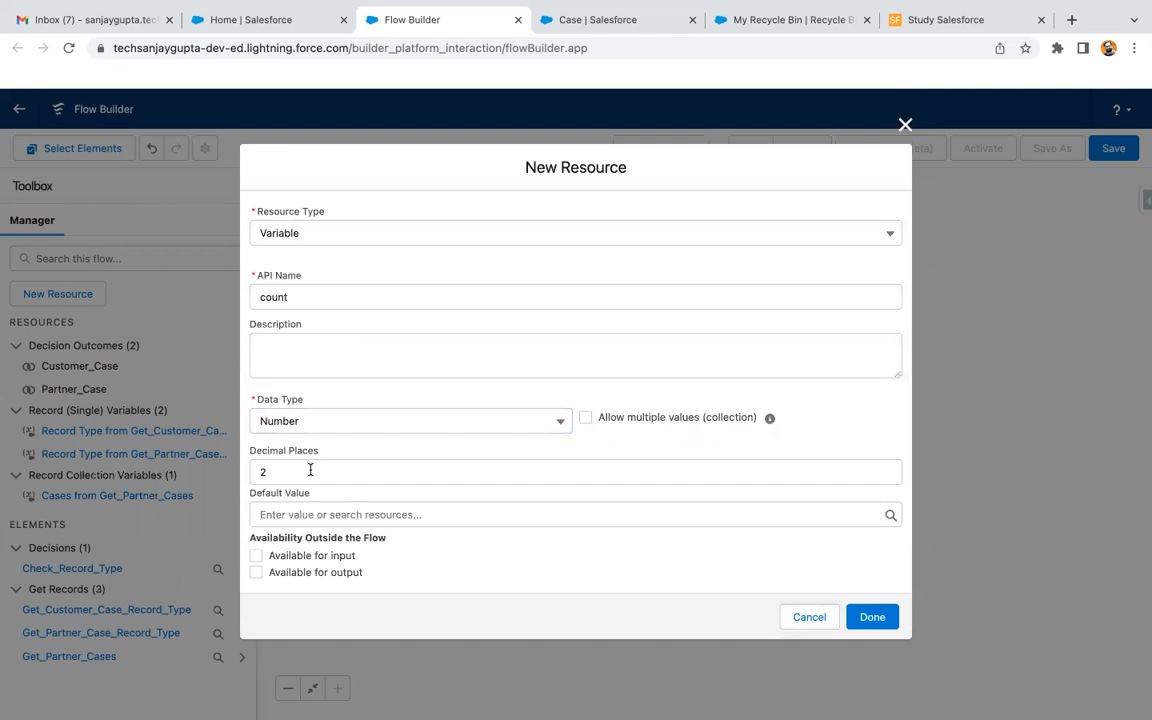 Inbox (7) - sanjaygupta.tec
Home | Salesforce
Flow Builder
Case | Salesforce
My Recycle Bin | Recycle B
SF
Study Salesforce
techsanjaygupta-dev-ed.lightning.force.com/builder_platform_interaction/flowBuilder.app
Flow Builder
?
Select Elements
Activate
Save As
Save
Toolbox
Manager
Search this flow...
New Resource
RESOURCES
Decision Outcomes (2)
Customer_Case
Partner_Case
Record (Single) Variables (2)
Record Type from Get_Customer_Ca...
Record Type from Get_Partner_Case...
Record Collection Variables (1)
Cases from Get_Partner_Cases
ELEMENTS
Decisions (1)
Check_Record_Type
Get Records (3)
Get_Customer_Case_Record_Type
Get_Partner_Case_Record_Type
Get_Partner_Cases
New Resource
* Resource Type
Variable
* API Name
count
Description
* Data Type
Number
Allow multiple values (collection)
Decimal Places
2
Default Value
Enter value or search resources...
Availability Outside the Flow
Available for input
Available for output
Cancel
Done